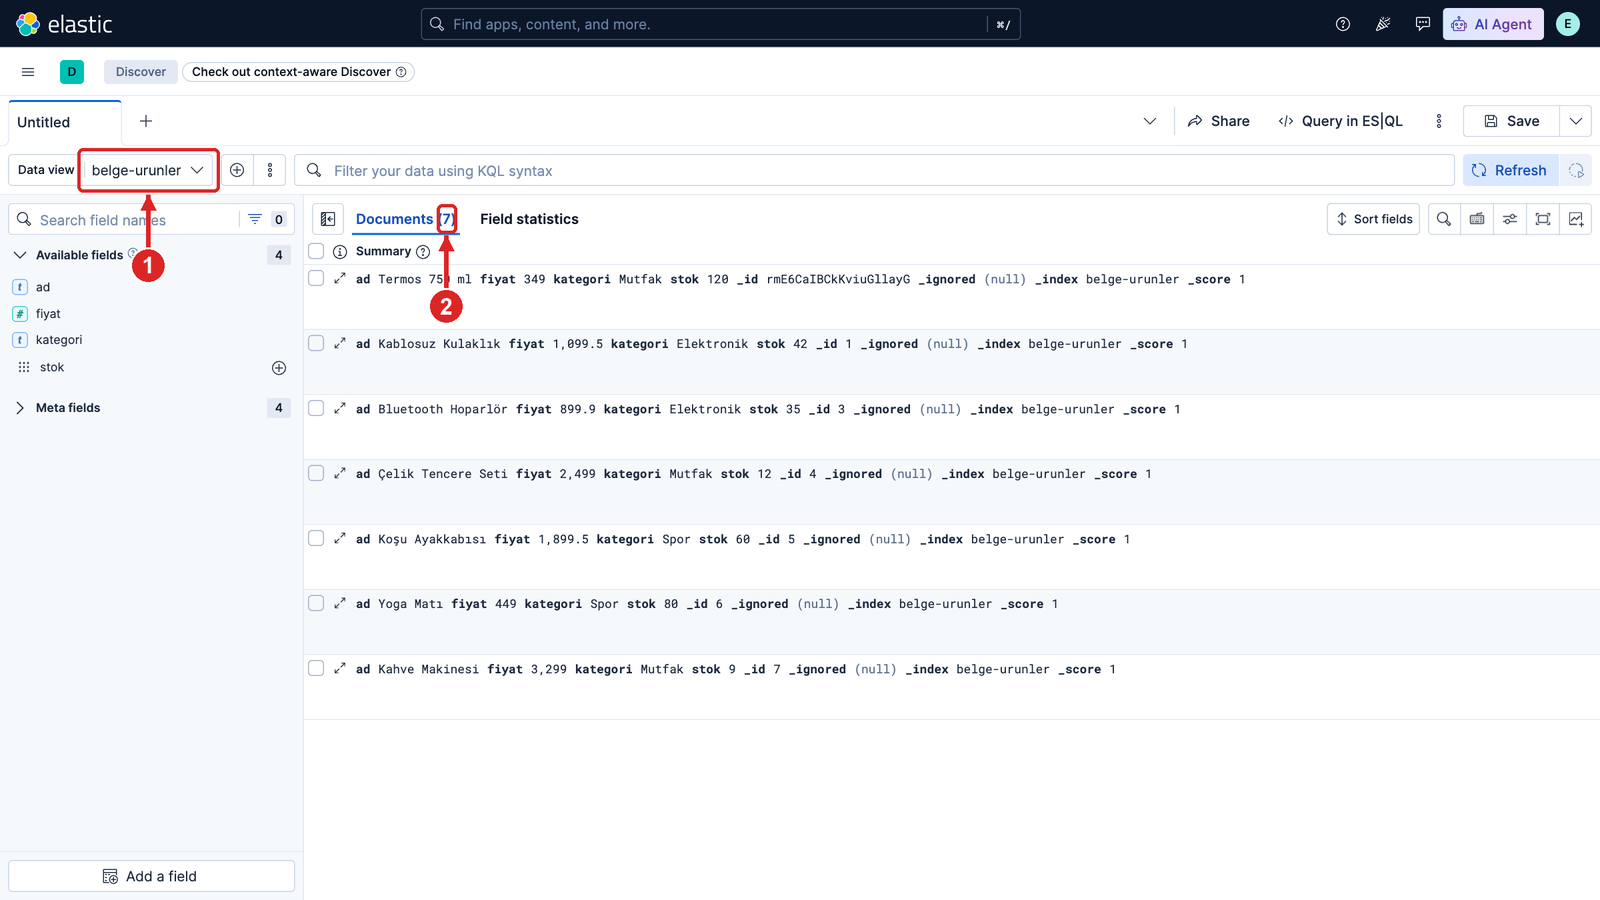 elastic
Find apps, content, and more.
⌘/
AI Agent
E
D
Discover
Check out context-aware Discover
Untitled
Share
Query in ES|QL
Save
Data view
belge-urunler
Filter your data using KQL syntax
Refresh
Search field names
0
Documents (7)
Field statistics
Sort fields
Available fields
4
Summary
1
2
t ad
# fiyat
t kategori
stok
Meta fields
4
ad Termos 750 ml fiyat 349 kategori Mutfak stok 120 _id rmE6CaIBCkKviuGllayG _ignored (null) _index belge-urunler _score 1
ad Kablosuz Kulaklık fiyat 1,099.5 kategori Elektronik stok 42 _id 1 _ignored (null) _index belge-urunler _score 1
ad Bluetooth Hoparlör fiyat 899.9 kategori Elektronik stok 35 _id 3 _ignored (null) _index belge-urunler _score 1
ad Çelik Tencere Seti fiyat 2,499 kategori Mutfak stok 12 _id 4 _ignored (null) _index belge-urunler _score 1
ad Koşu Ayakkabısı fiyat 1,899.5 kategori Spor stok 60 _id 5 _ignored (null) _index belge-urunler _score 1
ad Yoga Matı fiyat 449 kategori Spor stok 80 _id 6 _ignored (null) _index belge-urunler _score 1
ad Kahve Makinesi fiyat 3,299 kategori Mutfak stok 9 _id 7 _ignored (null) _index belge-urunler _score 1
Add a field